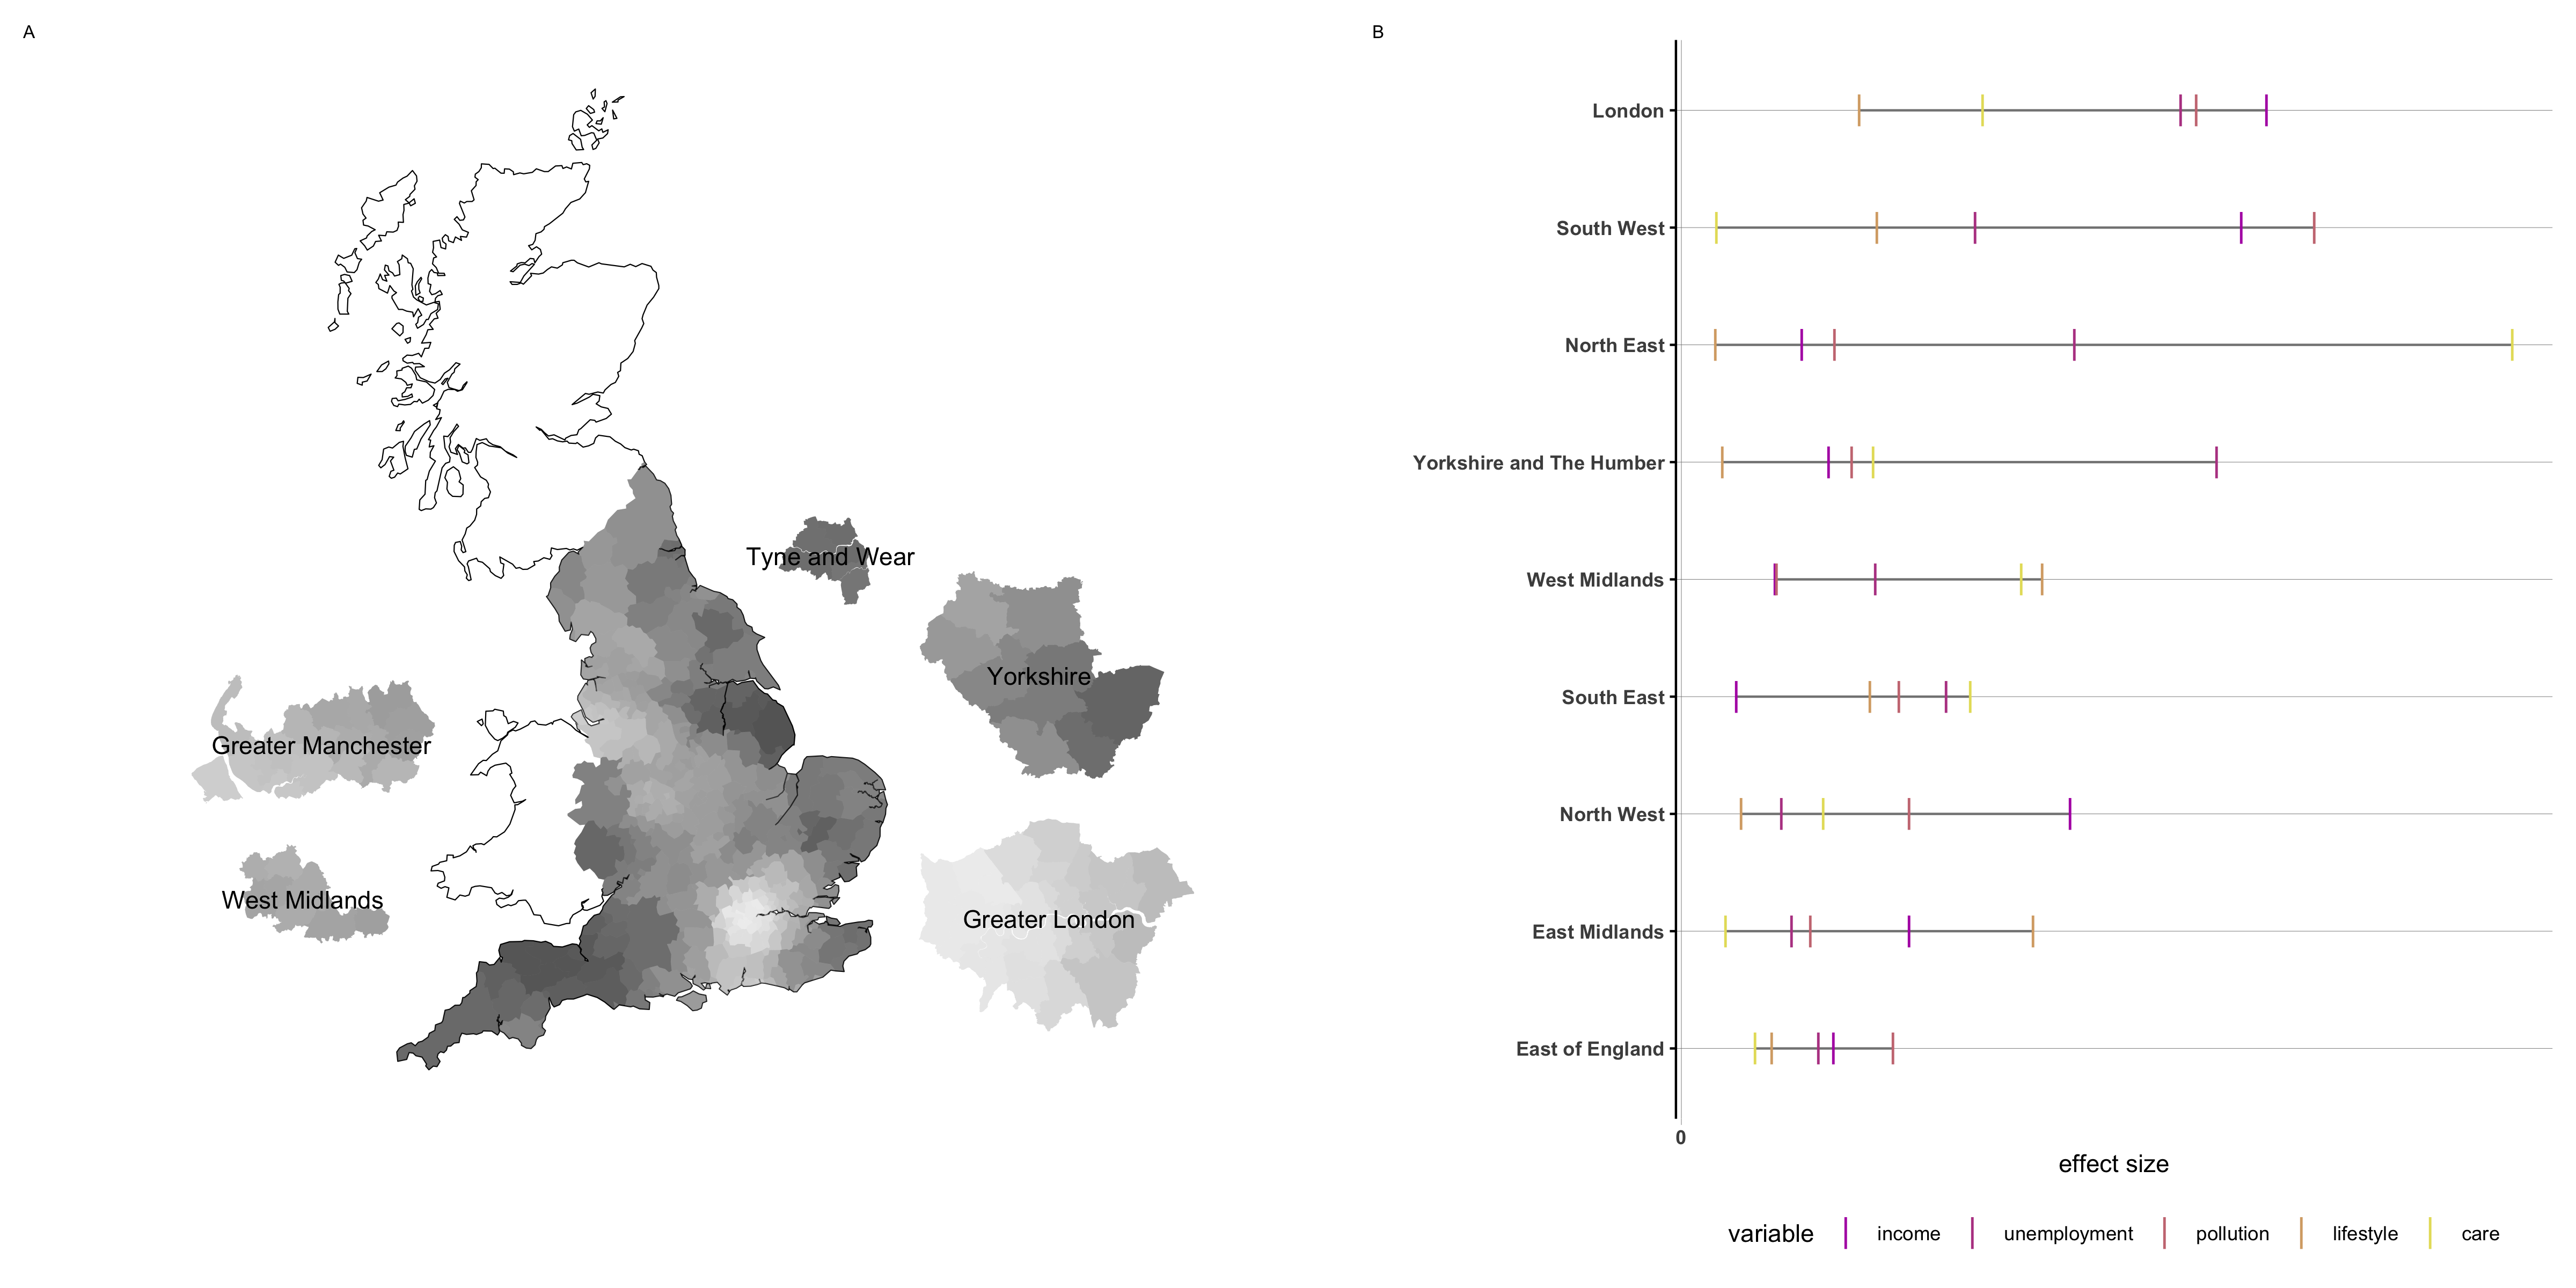 A
Tyne and Wear
Yorkshire
Greater Manchester
West Midlands
Greater London
B
London
South West
North East
Yorkshire and The Humber
West Midlands
South East
North West
East Midlands
East of England
0
effect size
variable income unemployment pollution lifestyle care